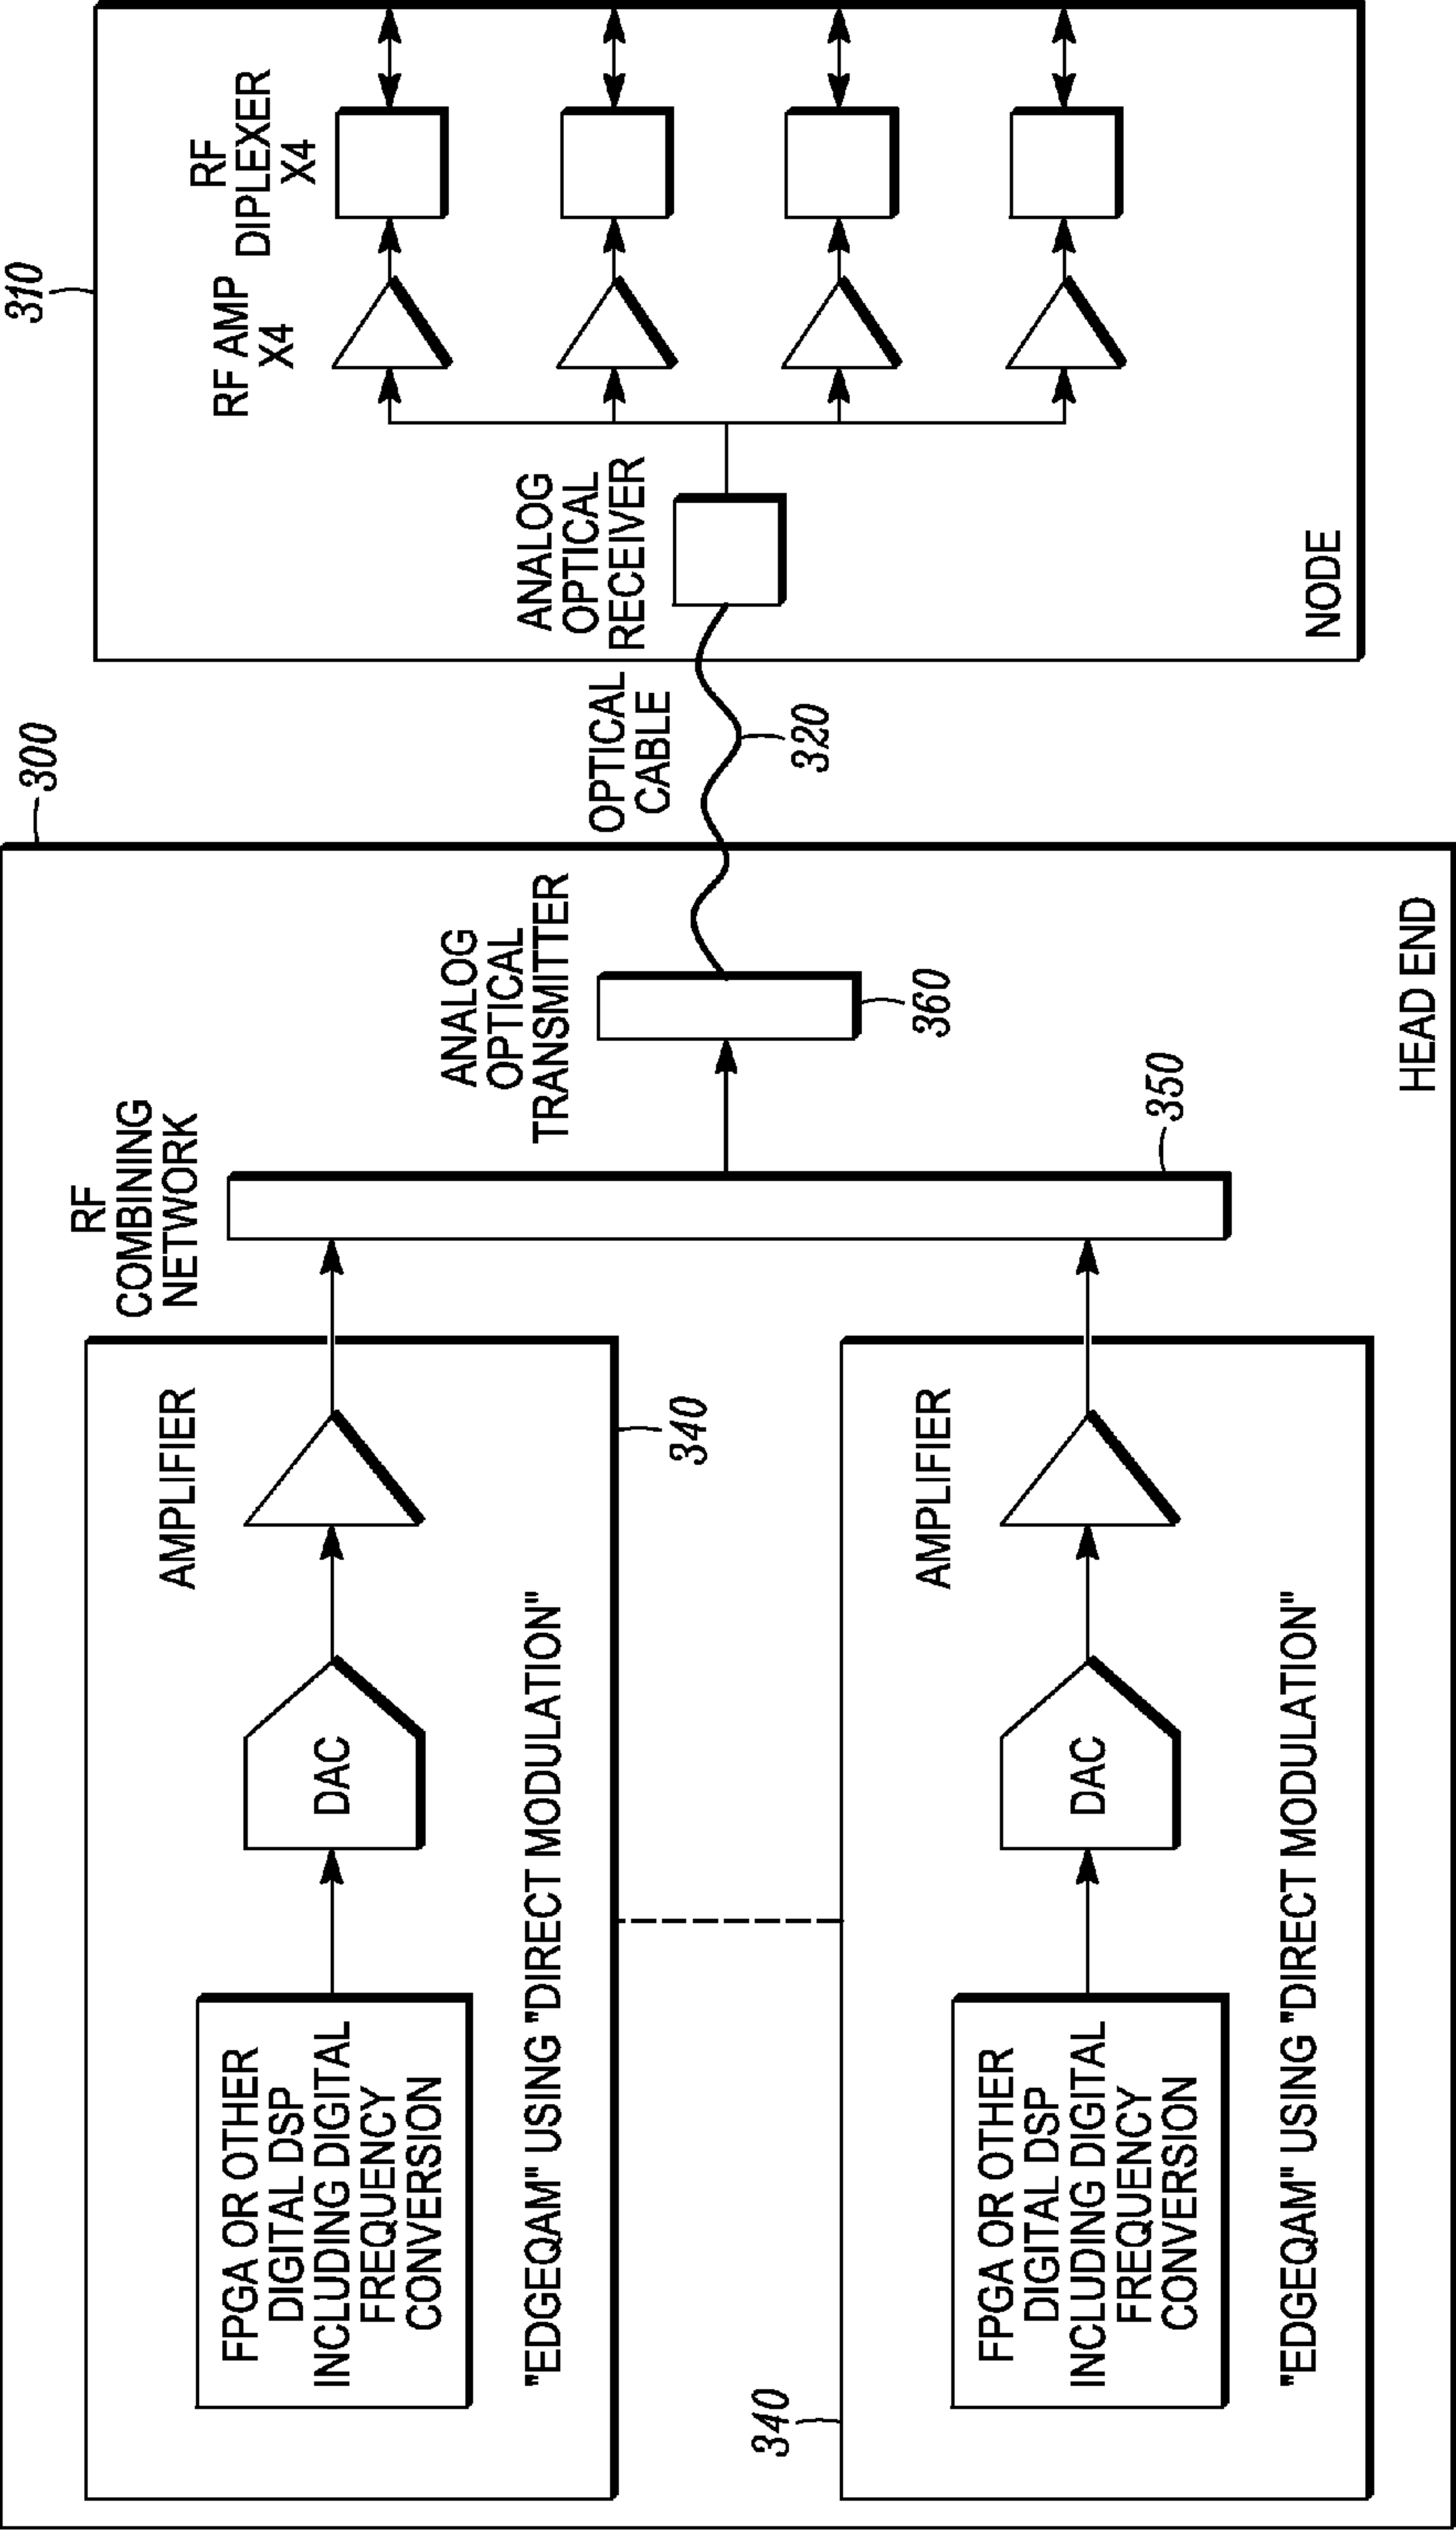 300
"EDGEQAM" USING "DIRECT MODULATION"
FPGA OR OTHER
DIGITAL DSP
INCLUDING DIGITAL
FREQUENCY
CONVERSION
DAC
AMPLIFIER
340
340
"EDGEQAM" USING "DIRECT MODULATION"
FPGA OR OTHER
DIGITAL DSP
INCLUDING DIGITAL
FREQUENCY
CONVERSION
DAC
AMPLIFIER
RF
COMBINING
NETWORK
350
ANALOG
OPTICAL
TRANSMITTER
360
HEAD END
OPTICAL
CABLE
320
310
ANALOG
OPTICAL
RECEIVER
RF AMP
X4
RF
DIPLEXER
X4
NODE